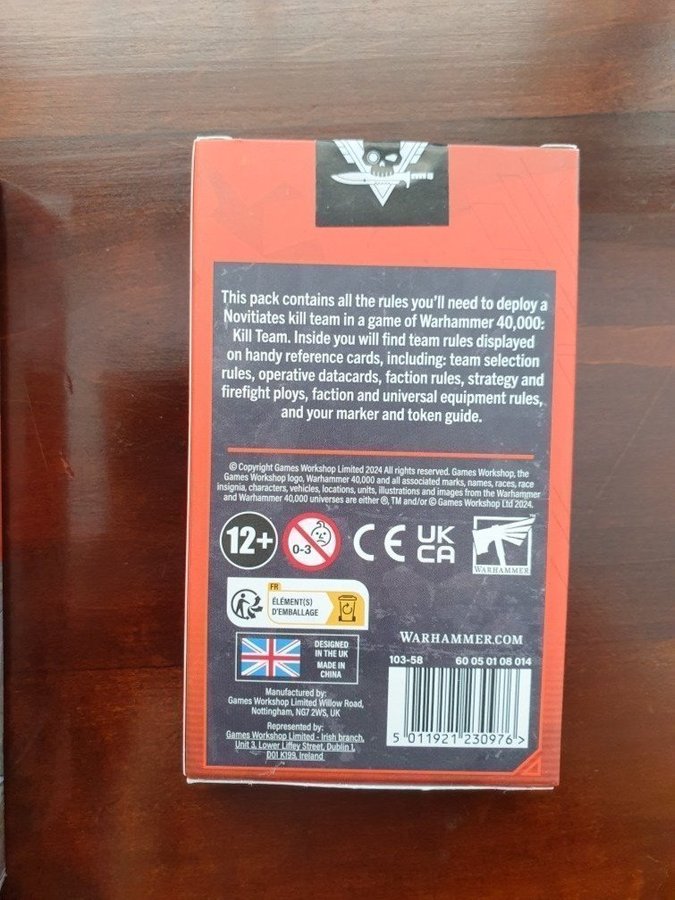 This pack contains all the rules you'll need to deploy a
Novitiates kill team in a game of Warhammer 40,000:
Kill Team. Inside you will find team rules displayed
on handy reference cards, including: team selection
rules, operative datacards, faction rules, strategy and
firefight ploys, faction and universal equipment rules,
and your marker and token guide.
© Copyright Games Workshop Limited 2024 All rights reserved. Games Workshop, the
Games Workshop logo, Warhammer 40,000 and all associated marks, names, races, race
insignia, characters, vehicles, locations, units, illustrations and images from the Warhammer
and Warhammer 40,000 universes are either ®, TM and/or © Games Workshop Ltd 2024.
12+
0-3
CE
UK
CA
WARHAMMER
FR
ÉLÉMENT(S)
D'EMBALLAGE
DESIGNED
IN THE UK
MADE IN
CHINA
WARHAMMER.COM
103-58 60 05 01 08 014
5 011921 230976 >
Manufactured by:
Games Workshop Limited Willow Road,
Nottingham, NG7 2WS, UK
Represented by:
Games Workshop Limited - Irish branch,
Unit 3, Lower Liffey Street, Dublin 1,
D01 K199, Ireland